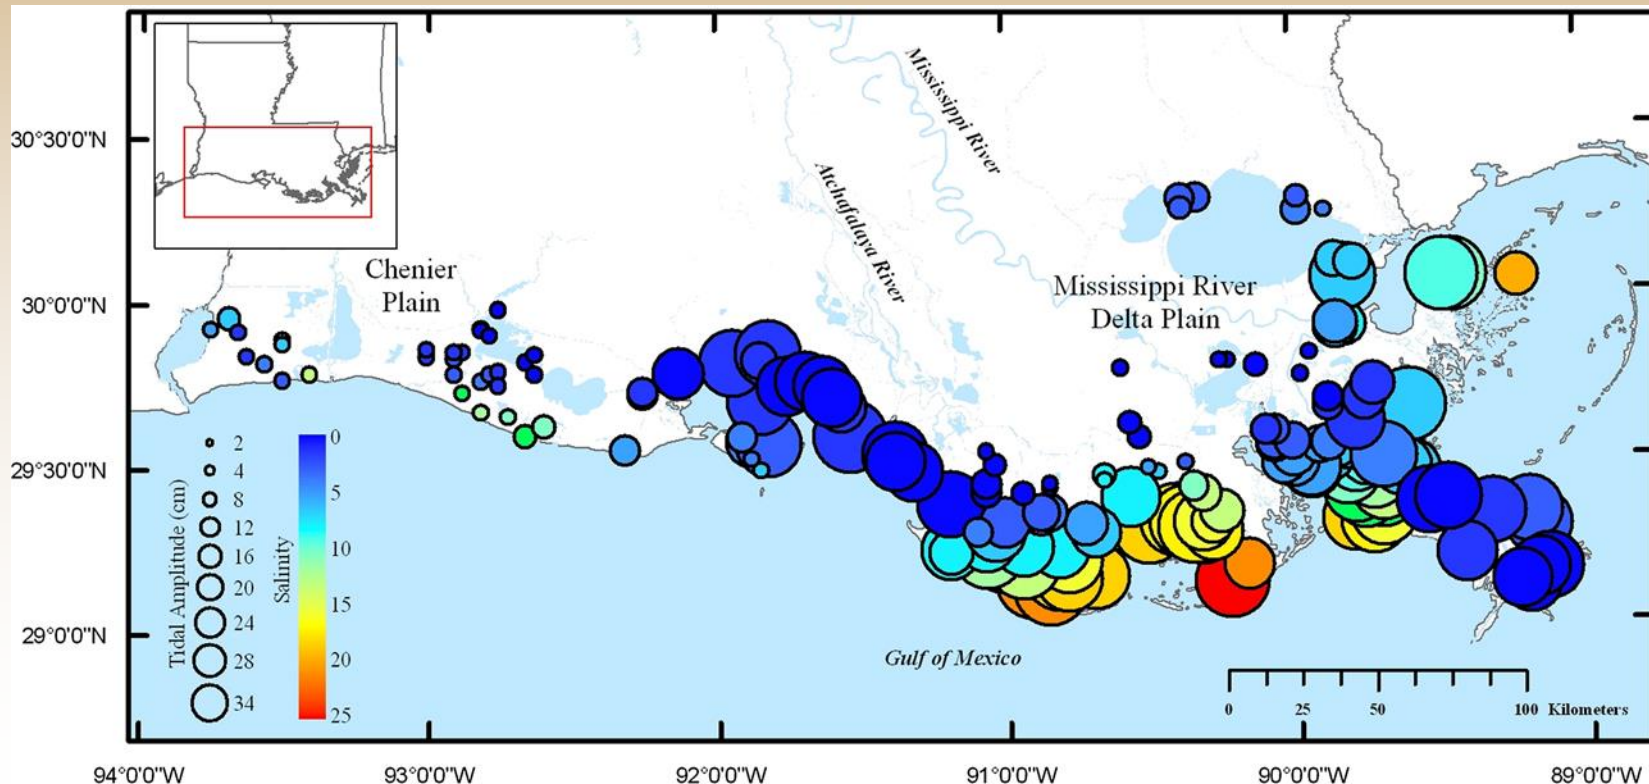 30°30'0"N
30°0'0"N
29°30'0"N
29°0'0"N
Chenier
Plain
Mississippi River
Atchafalaya River
Mississippi River
Delta Plain
Gulf of Mexico
Tidal Amplitude (cm)
2
4
8
12
16
20
24
28
34
Salinity
0
5
10
15
20
25
0 25 50 100 Kilometers
94°0'0"W 93°0'0"W 92°0'0"W 91°0'0"W 90°0'0"W 89°0'0"W